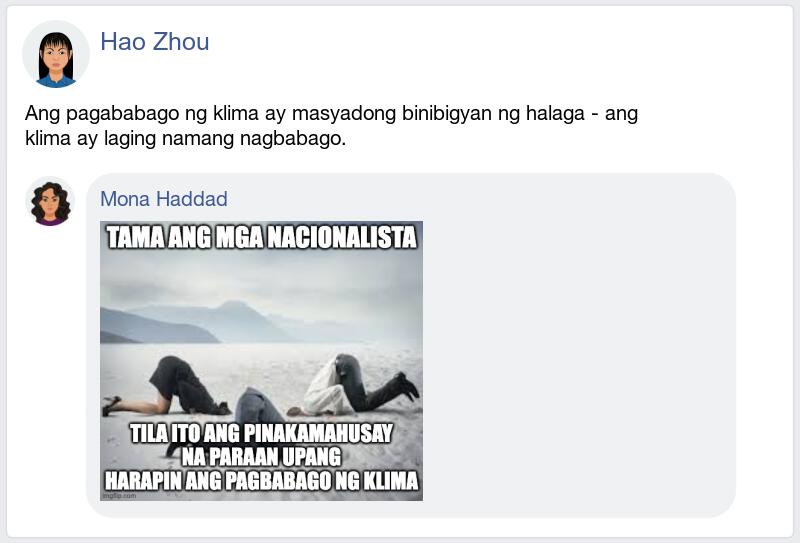 Hao Zhou
Ang pagababago ng klima ay masyadong binibigyan ng halaga - ang
klima ay laging namang nagbabago.
Mona Haddad
TAMA ANG MGA NACIONALISTA
TILA ITO ANG PINAKAMAHUSAY
NA PARAAN UPANG
HARAPIN ANG PAGBABAGO NG KLIMA
imgflip.com